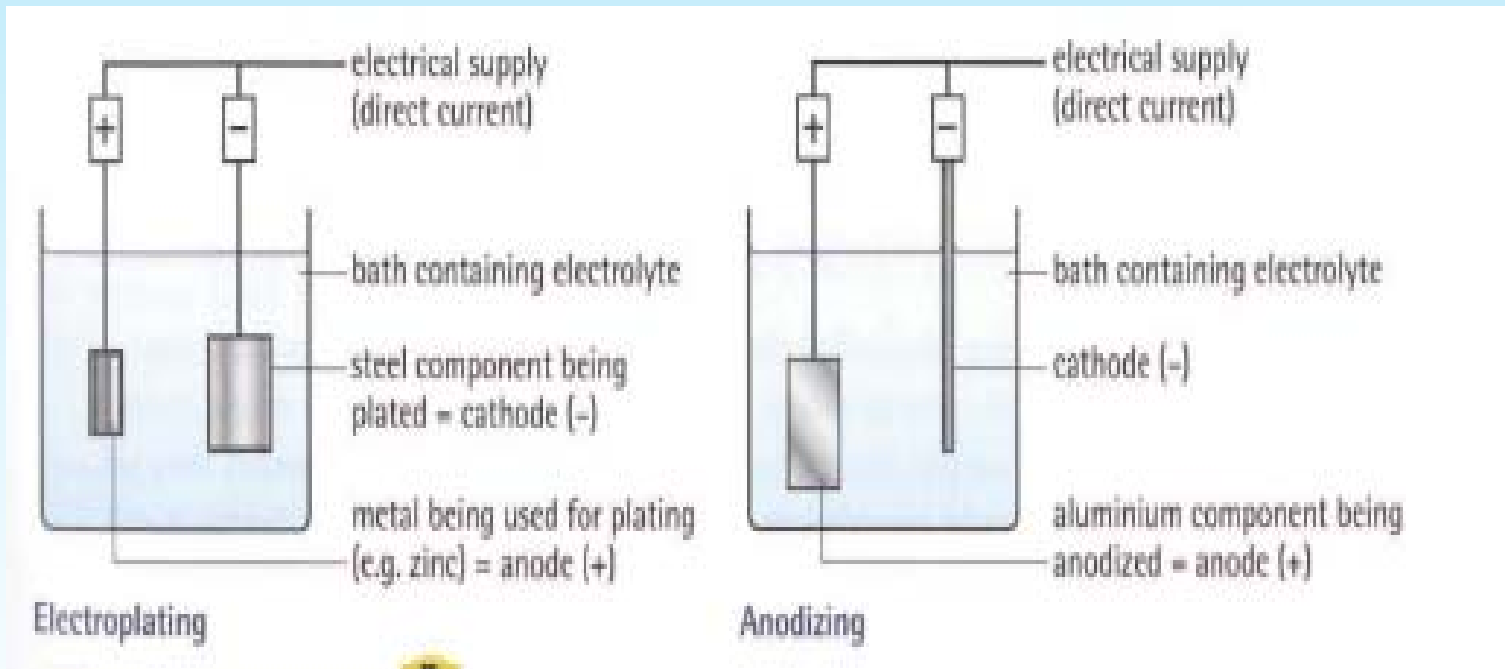 electrical supply
(direct current)
+
-
bath containing electrolyte
steel component being
plated = cathode (-)
metal being used for plating
(e.g. zinc) = anode (+)
Electroplating
electrical supply
(direct current)
+
-
bath containing electrolyte
cathode (-)
aluminium component being
anodized = anode (+)
Anodizing